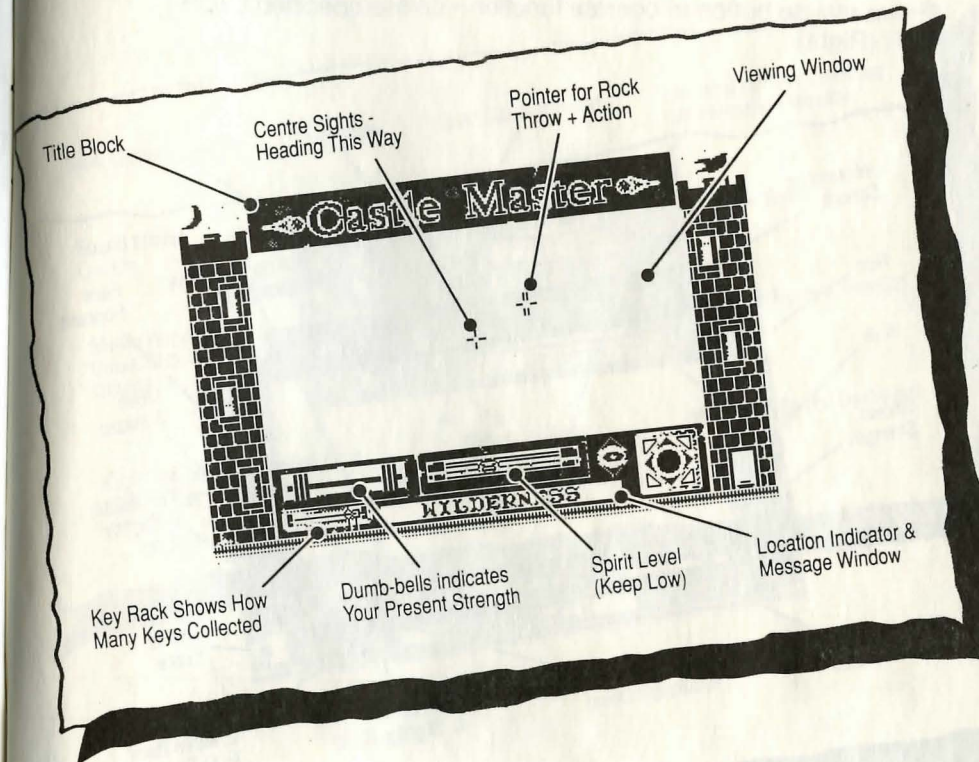 Title Block
Centre Sights -
Heading This Way
Pointer for Rock
Throw + Action
Viewing Window
Castle Master
WILDERNESS
Key Rack Shows How
Many Keys Collected
Dumb-bells indicates
Your Present Strength
Spirit Level
(Keep Low)
Location Indicator &
Message Window